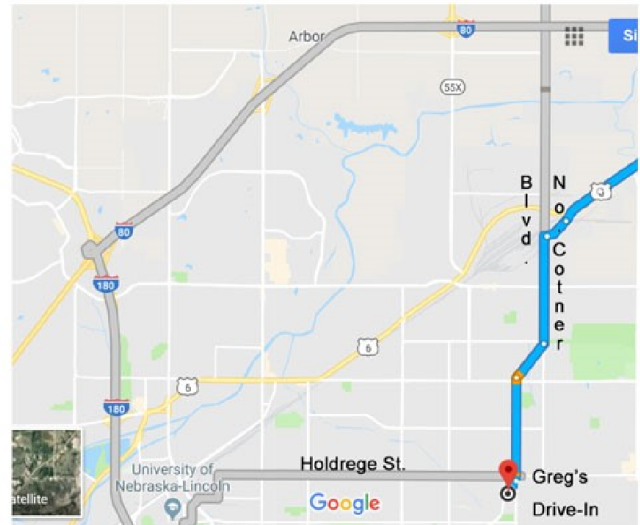 Arbor
80
Si
55X
Blvd.
No. Cotner
6
80
180
6
6
180
University of
Nebraska-Lincoln
Holdrege St.
Greg's
Drive-In
Google
atellite